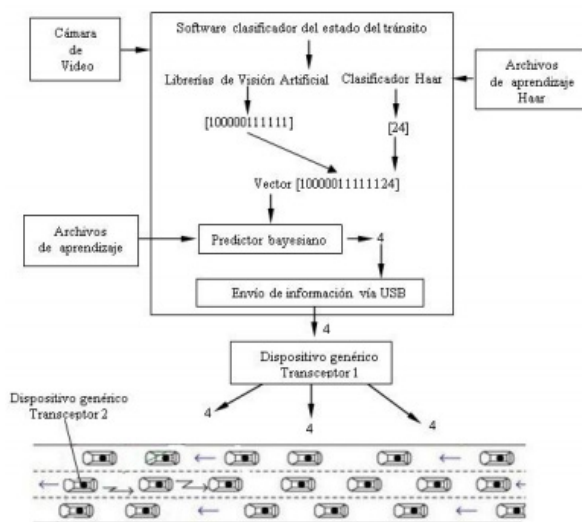 Cámara
de
Video
Software clasificador del estado del tránsito
Librerías de Visión Artificial
Clasificador Haar
Archivos
de aprendizaje
Haar
[100000111111]
[24]
Vector [10000011111124]
Archivos
de aprendizaje
Predictor bayesiano
4
Envío de información vía USB
4
Dispositivo genérico
Transceptor 1
Dispositivo genérico
Transceptor 2
4
4
4